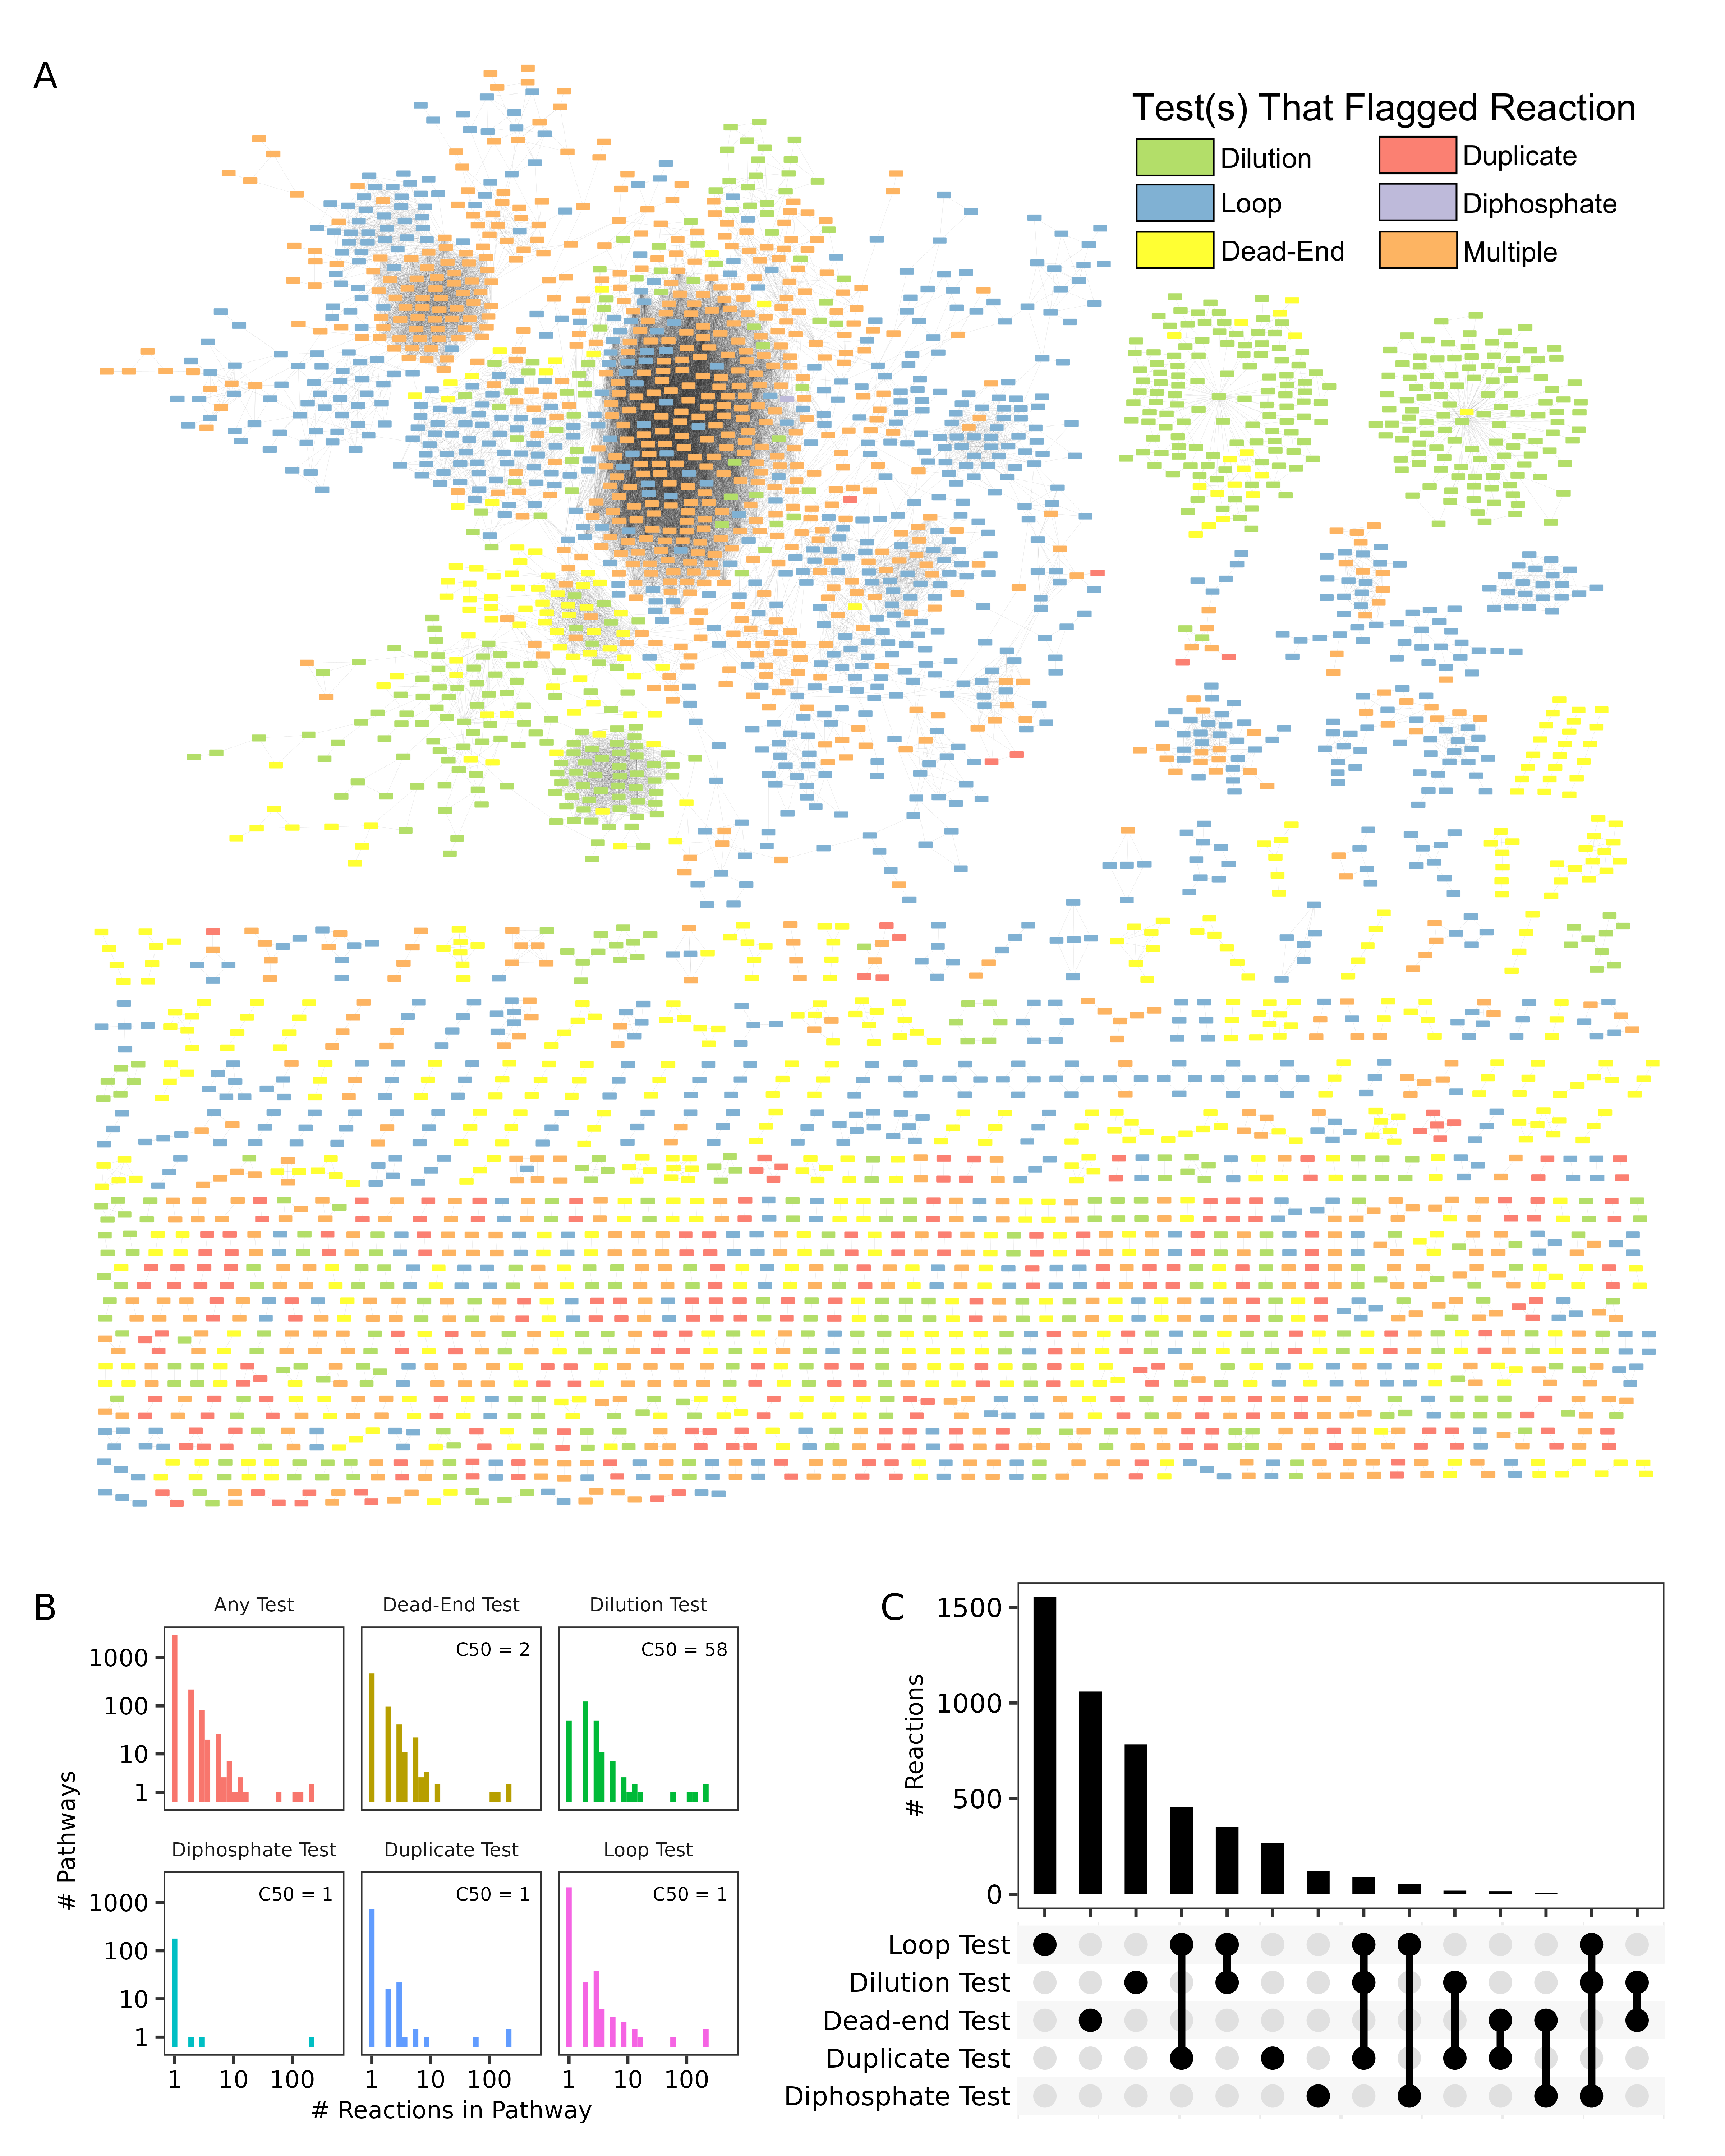 A
Test(s) That Flagged Reaction
Dilution
Duplicate
Loop
Diphosphate
Dead-End
Multiple
B
Any Test
Dead-End Test
Dilution Test
C50 = 2
C50 = 58
1000
100
10
1
Diphosphate Test
Duplicate Test
Loop Test
C50 = 1
C50 = 1
C50 = 1
1000
100
10
1
# Pathways
1 10 100
1 10 100
1 10 100
# Reactions in Pathway
C
1500
1000
500
0
# Reactions
Loop Test
Dilution Test
Dead-end Test
Duplicate Test
Diphosphate Test